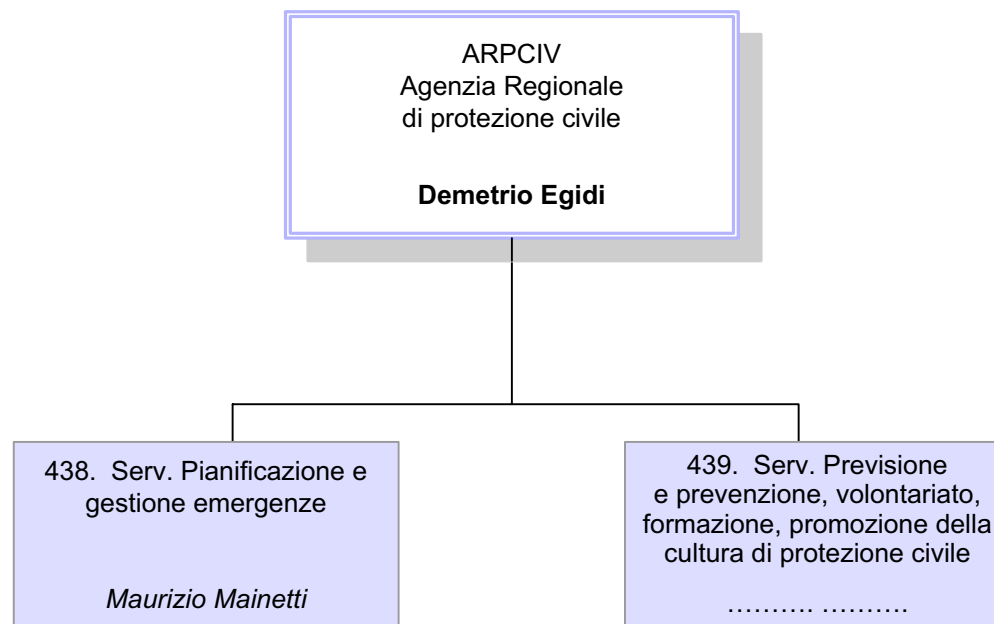 ARPCIV
Agenzia Regionale
di protezione civile
Demetrio Egidi
438. Serv. Pianificazione e
gestione emergenze
Maurizio Mainetti
439. Serv. Previsione
e prevenzione, volontariato,
formazione, promozione della
cultura di protezione civile
………. ……….